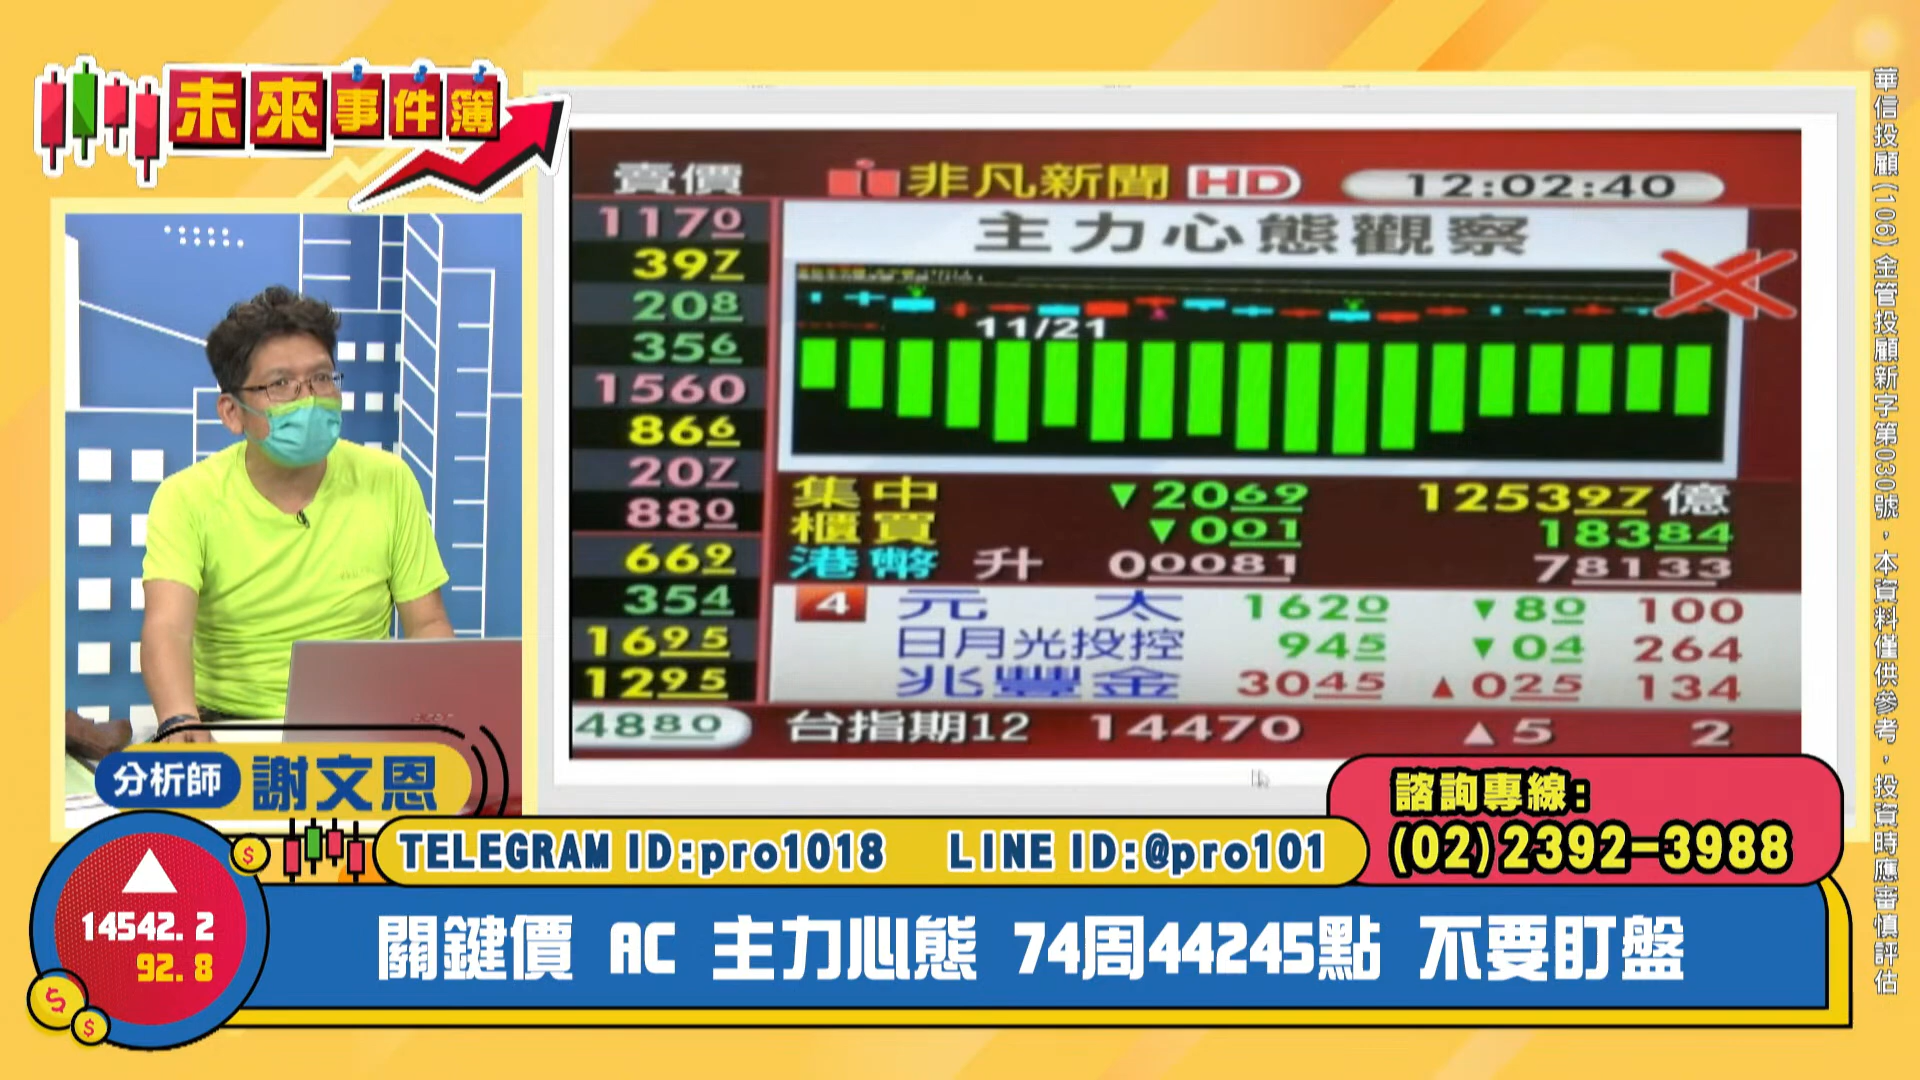 未來事件簿
賣價
非凡新聞 HD
12:02:40
主力心態觀察
1170
397
208
356
1560
866
207
880
669
354
1695
1295
4880
11/21
集中 ▼2069 125397億
櫃買 ▼001 18384
港幣 升 000081 78133
4 元太 1620 ▼80 100
日月光投控 945 ▼04 264
兆豐金 3045 ▲025 134
台指期12 14470 ▲5 2
分析師 謝文恩
諮詢專線:
(02)2392-3988
TELEGRAM ID:pro1018 LINE ID:@pro101
14542.2
92.8
關鍵價 AC 主力心態 74周44245點 不要盯盤
華信投顧(106)金管投顧新字第030號,本資料僅供參考,投資時應審慎評估